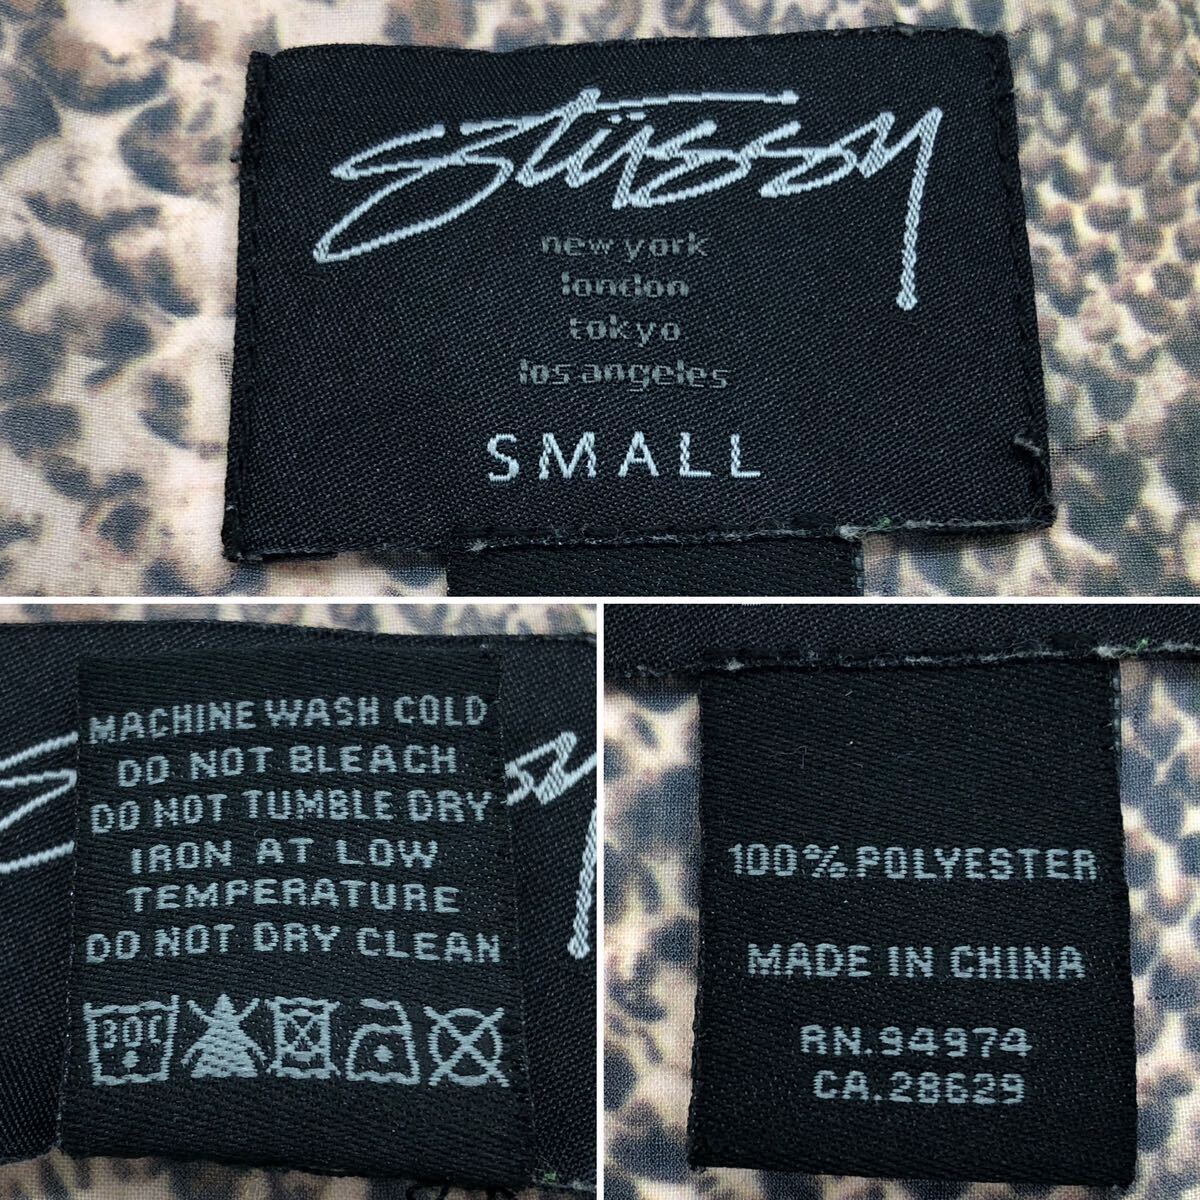 Stüssy
new york
london
tokyo
los angeles
SMALL
MACHINE WASH COLD
DO NOT BLEACH
DO NOT TUMBLE DRY
IRON AT LOW
TEMPERATURE
DO NOT DRY CLEAN
30C
100% POLYESTER
MADE IN CHINA
RN.94974
CA.28629